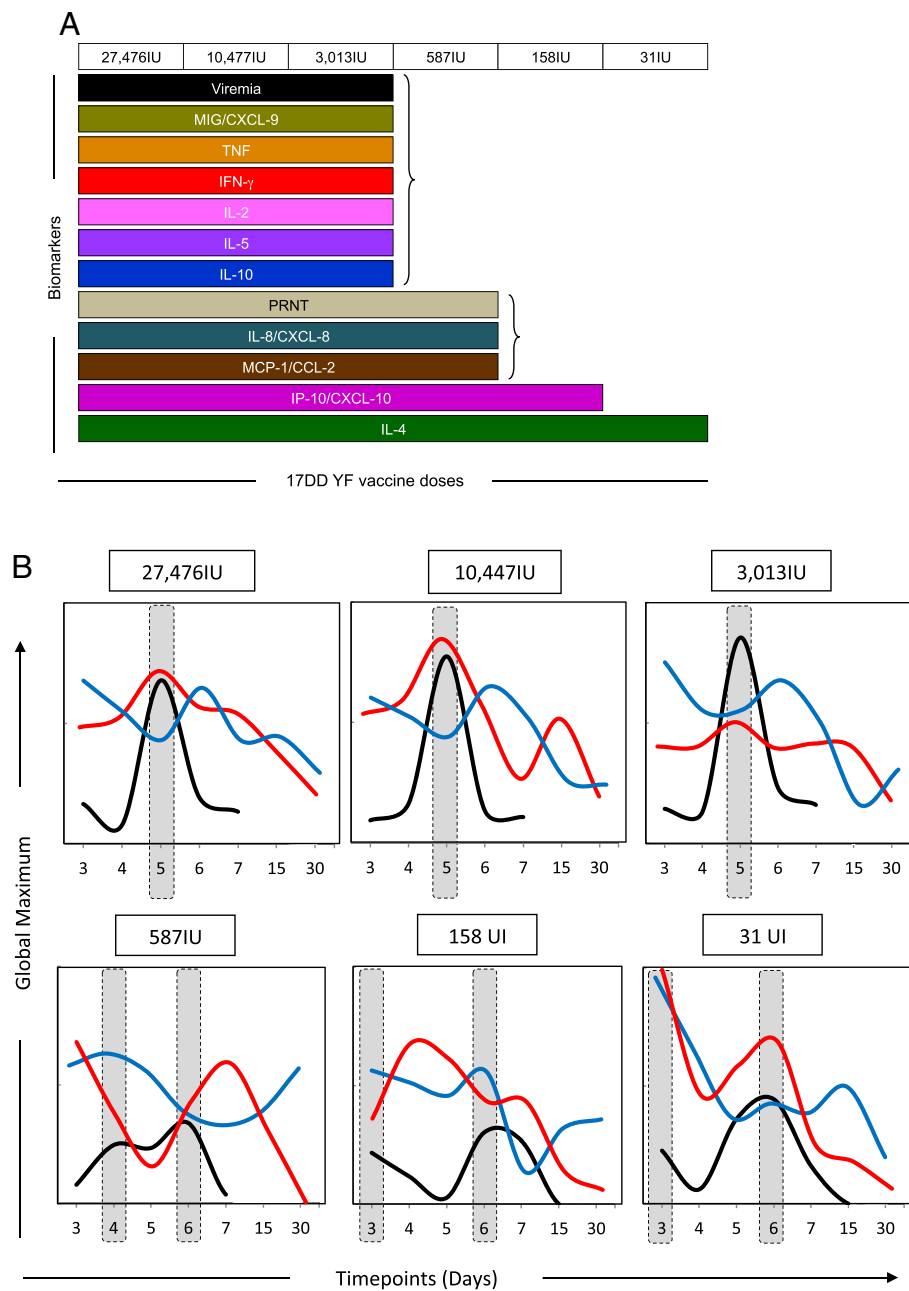 A
27,476IU 10,477IU 3,013IU 587IU 158IU 31IU
Viremia
MIG/CXCL-9
TNF
IFN-γ
IL-2
IL-5
IL-10
PRNT
IL-8/CXCL-8
MCP-1/CCL-2
IP-10/CXCL-10
IL-4
Biomarkers
17DD YF vaccine doses
B
27,476IU 10,447IU 3,013IU
3 4 5 6 7 15 30 3 4 5 6 7 15 30 3 4 5 6 7 15 30
Global Maximum
587IU 158 UI 31 UI
3 4 5 6 7 15 30 3 4 5 6 7 15 30 3 4 5 6 7 15 30
Timepoints (Days)